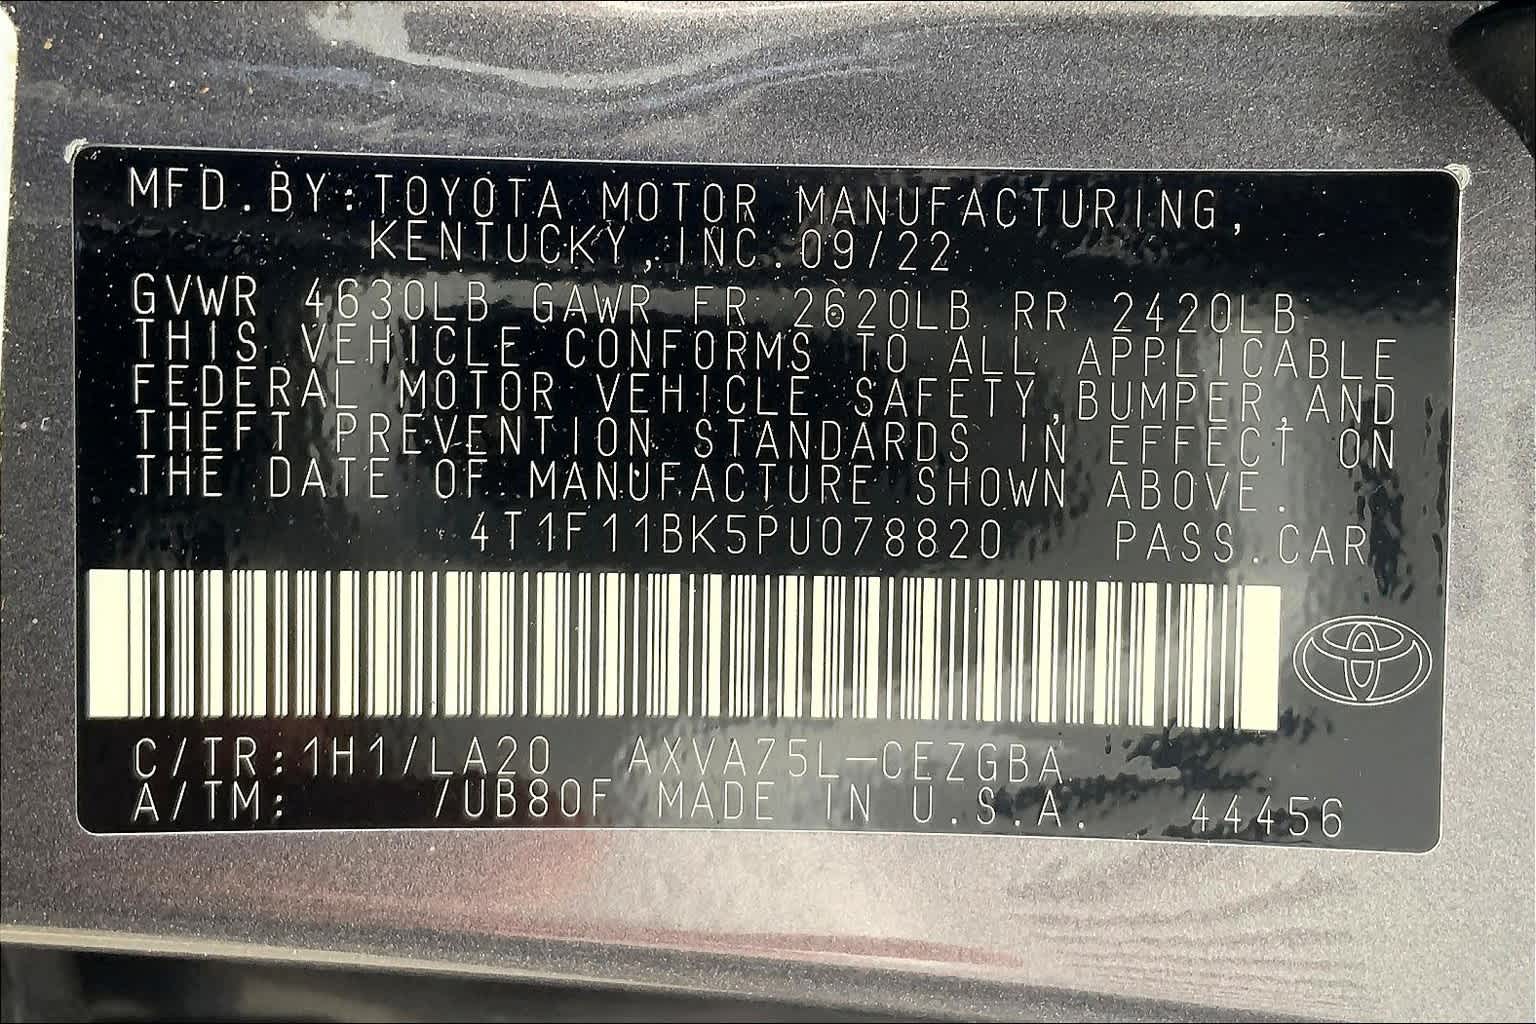 MFD.BY:TOYOTA MOTOR MANUFACTURING,
KENTUCKY,INC.09/22
GVWR 4630LB GAWR FR 2620LB RR 2420LB
THIS VEHICLE CONFORMS TO ALL APPLICABLE
FEDERAL MOTOR VEHICLE SAFETY,BUMPER,AND
THEFT PREVENTION STANDARDS IN EFFECT ON
THE DATE OF MANUFACTURE SHOWN ABOVE.
4T1F11BK5PU078820 PASS.CAR
C/TR:1H1/LA20 AXVA75L-CEZGBA
A/TM: /UB80F MADE IN U.S.A. 44456